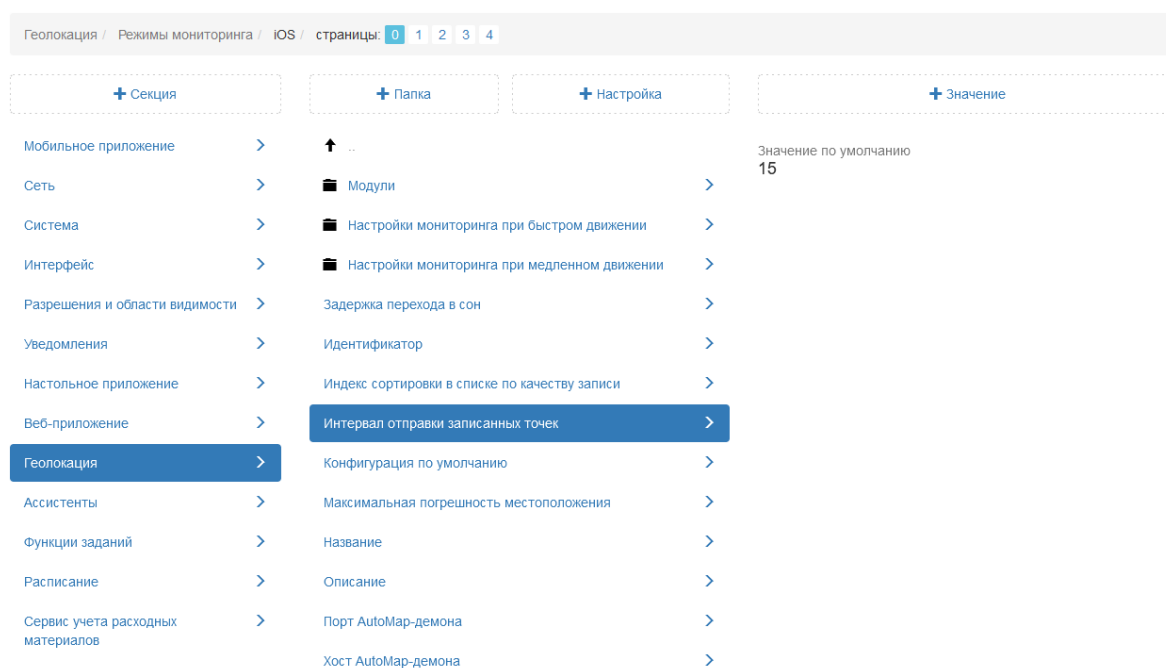 Геолокация / Режимы мониторинга / iOS / страницы: 0 1 2 3 4
+ Секция
+ Папка
+ Настройка
+ Значение
Мобильное приложение
Сеть
Система
Интерфейс
Разрешения и области видимости
Уведомления
Настольное приложение
Веб-приложение
Геолокация
Ассистенты
Функции заданий
Расписание
Сервис учета расходных
материалов
..
Модули
Настройки мониторинга при быстром движении
Настройки мониторинга при медленном движении
Задержка перехода в сон
Идентификатор
Индекс сортировки в списке по качеству записи
Интервал отправки записанных точек
Конфигурация по умолчанию
Максимальная погрешность местоположения
Название
Описание
Порт AutoMap-демона
Хост AutoMap-демона
Значение по умолчанию
15